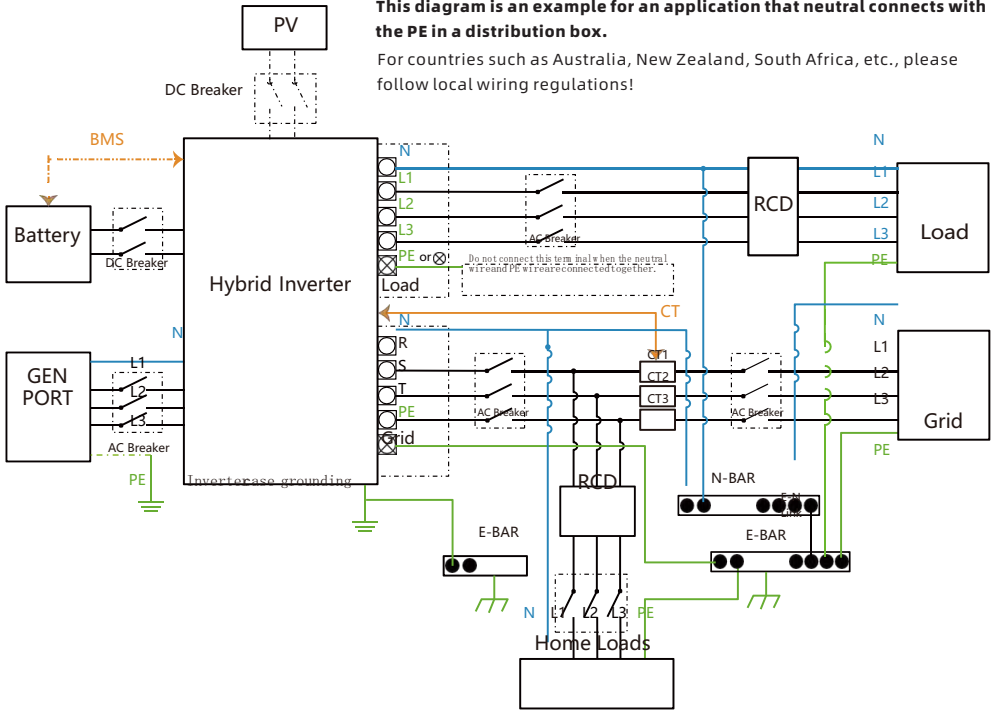 This diagram is an example for an application that neutral connects with
the PE in a distribution box.
For countries such as Australia, New Zealand, South Africa, etc., please
follow local wiring regulations!
PV
DC Breaker
BMS
Battery
DC Breaker
Hybrid Inverter
N
L1
L2
L3
PE or
Load
AC Breaker
Do not connect this terminal when the neutral
wire and PE wire are connected together.
RCD
N
L1
L2
L3
PE
Load
CT
N
R
S
T
PE
Grid
AC Breaker
CT1
CT2
CT3
AC Breaker
N
L1
L2
L3
PE
Grid
N
GEN
PORT
L1
L2
L3
AC Breaker
PE
Inverter case grounding
E-BAR
RCD
N-BAR
E-N
Link
E-BAR
N
L1
L2
L3
PE
Home Loads